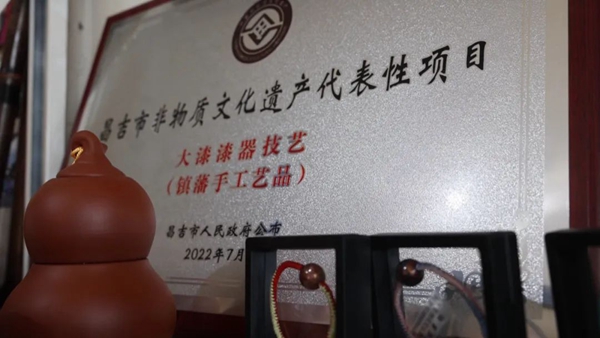 昌吉市非物质文化遗产代表性项目
大漆漆器技艺
（镇藩手工艺品）
昌吉市人民政府公布
2022年7月